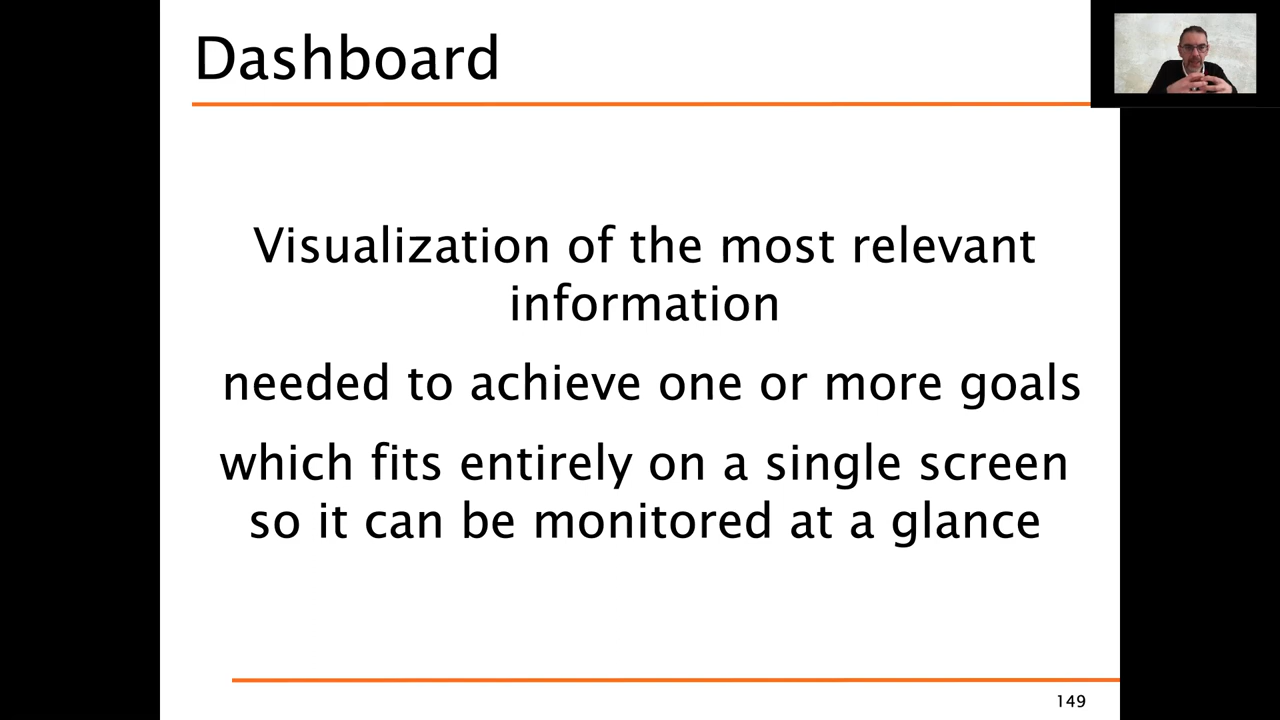 Dashboard
Visualization of the most relevant
information
needed to achieve one or more goals
which fits entirely on a single screen
so it can be monitored at a glance
149